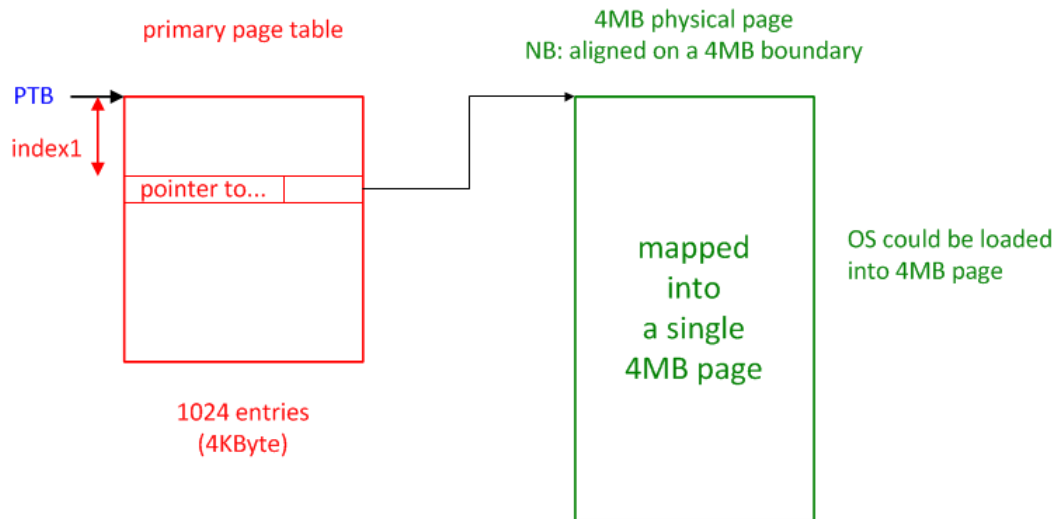 primary page table
4MB physical page
NB: aligned on a 4MB boundary
PTB
index1
pointer to...
mapped
into
a single
4MB page
OS could be loaded
into 4MB page
1024 entries
(4KByte)